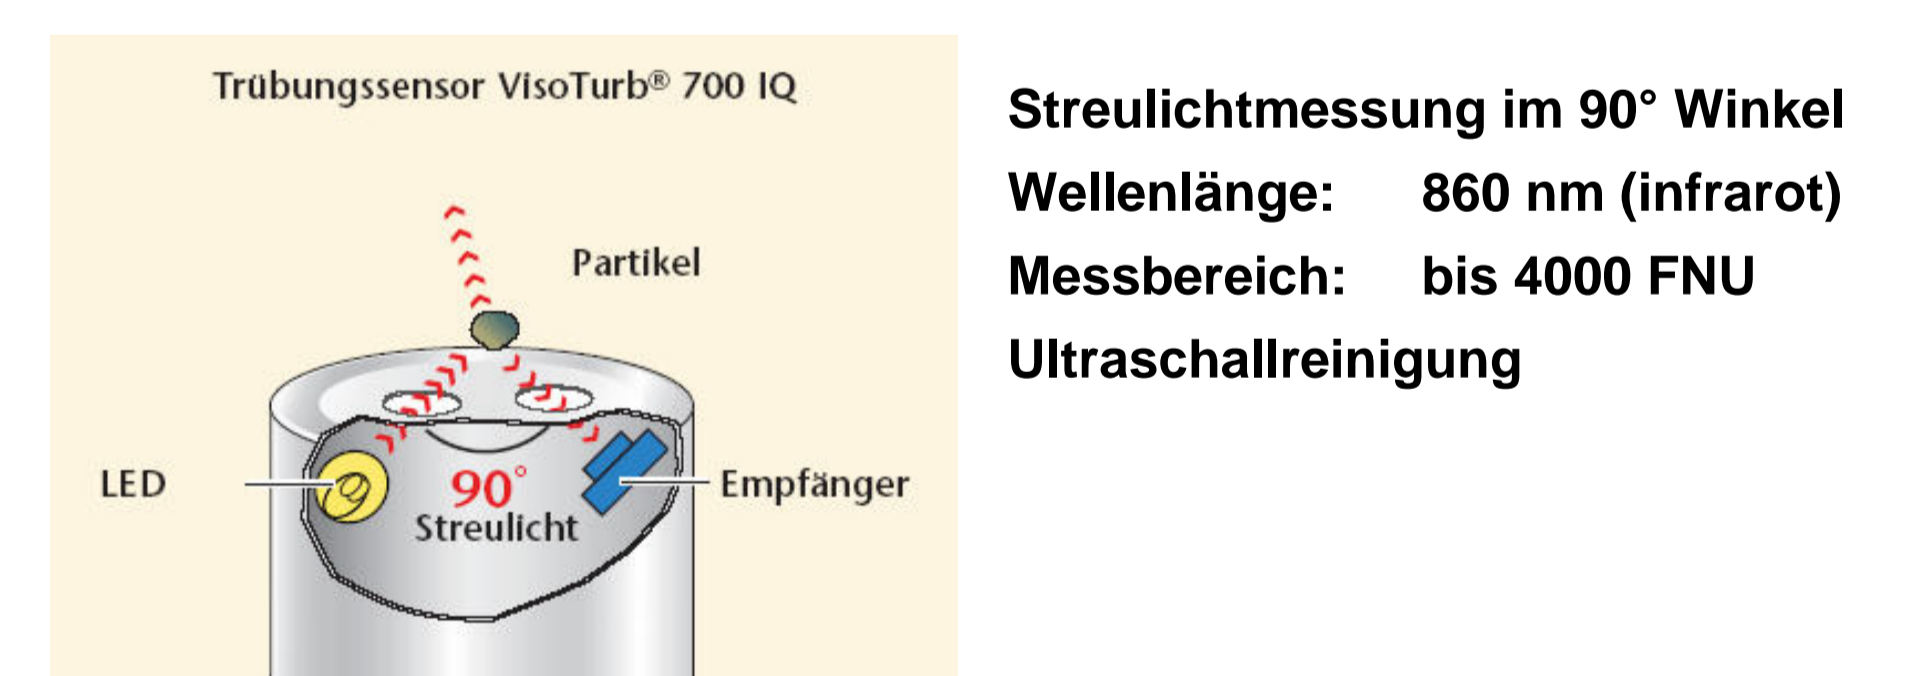 Trübungssensor VisoTurb® 700 IQ
Partikel
LED
90°
Streulicht
Empfänger
Streulichtmessung im 90° Winkel
Wellenlänge: 860 nm (infrarot)
Messbereich: bis 4000 FNU
Ultraschallreinigung